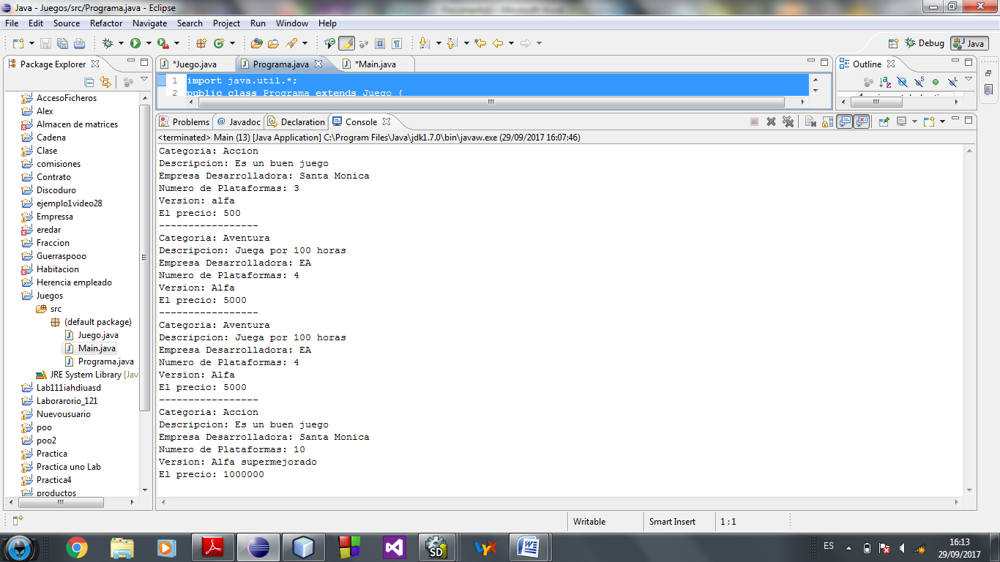 Java - Juegos/src/Programa.java - Eclipse
File Edit Source Refactor Navigate Search Project Run Window Help
Debug Java
Package Explorer
*Juego.java Programa.java *Main.java
Outline
1 import java.util.*;
2 public class Programa extends Juego {
Problems @ Javadoc Declaration Console
<terminated> Main (13) [Java Application] C:\Program Files\Java\jdk1.7.0\bin\javaw.exe (29/09/2017 16:07:46)
AccesoFicheros
Alex
Almacen de matrices
Cadena
Clase
comisiones
Contrato
Discoduro
ejemplo1video28
Empressa
eredar
Fraccion
Guerraspooo
Habitacion
Herencia empleado
Juegos
src
(default package)
Juego.java
Main.java
Programa.java
JRE System Library [Jav
Lab111iahdiuasd
Laborarorio_121
Nuevousuario
poo
poo2
Practica
Practica uno Lab
Practica4
productos
Categoria: Accion
Descripcion: Es un buen juego
Empresa Desarrolladora: Santa Monica
Numero de Plataformas: 3
Version: alfa
El precio: 500
-----------------
Categoria: Aventura
Descripcion: Juega por 100 horas
Empresa Desarrolladora: EA
Numero de Plataformas: 4
Version: Alfa
El precio: 5000
-----------------
Categoria: Aventura
Descripcion: Juega por 100 horas
Empresa Desarrolladora: EA
Numero de Plataformas: 4
Version: Alfa
El precio: 5000
-----------------
Categoria: Accion
Descripcion: Es un buen juego
Empresa Desarrolladora: Santa Monica
Numero de Plataformas: 10
Version: Alfa supermejorado
El precio: 1000000
Writable Smart Insert 1 : 1
SD
ES
16:13
29/09/2017